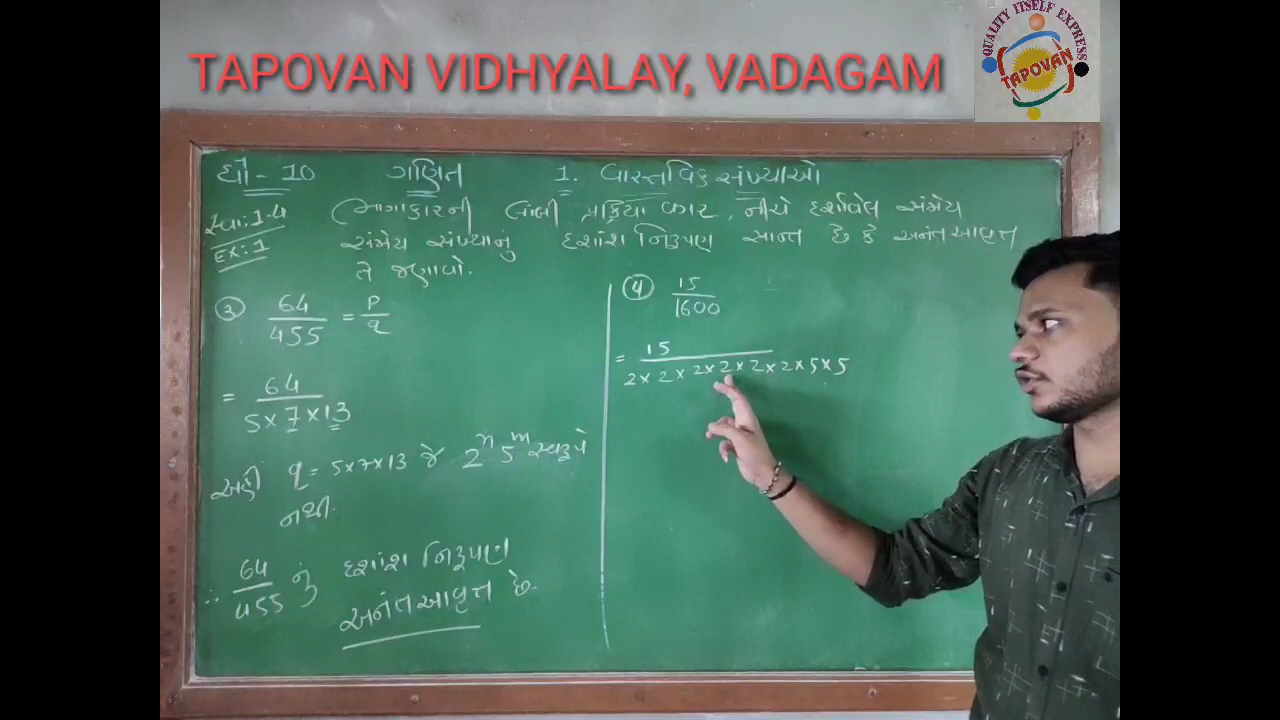 TAPOVAN VIDHYALAY, VADAGAM
QUALITY ITSELF EXPRESS
TAPOVAN
ધો - 10 ગણિત 1. વાસ્તવિક સંખ્યાઓ
સ્વા: 1.4
Ex: 1
ભાગાકારની લાંબી પ્રક્રિયા કાર, નીચે દર્શાવેલ સંમેય
સંમેય સંખ્યાનું દશાંશ નિરૂપણ સાન્ત છે કે અનંત આવૃત્ત
તે જણાવો.
③ 64/455 = p/q
= 64/(5×7×13)
અહીં q = 5×7×13 જે 2ⁿ5ᵐ સ્વરૂપે
નથી.
∴ 64/455 નું દશાંશ નિરૂપણ
અનંત આવૃત્ત છે.
④ 15/1600
= 15/(2×2×2×2×2×2×5×5)